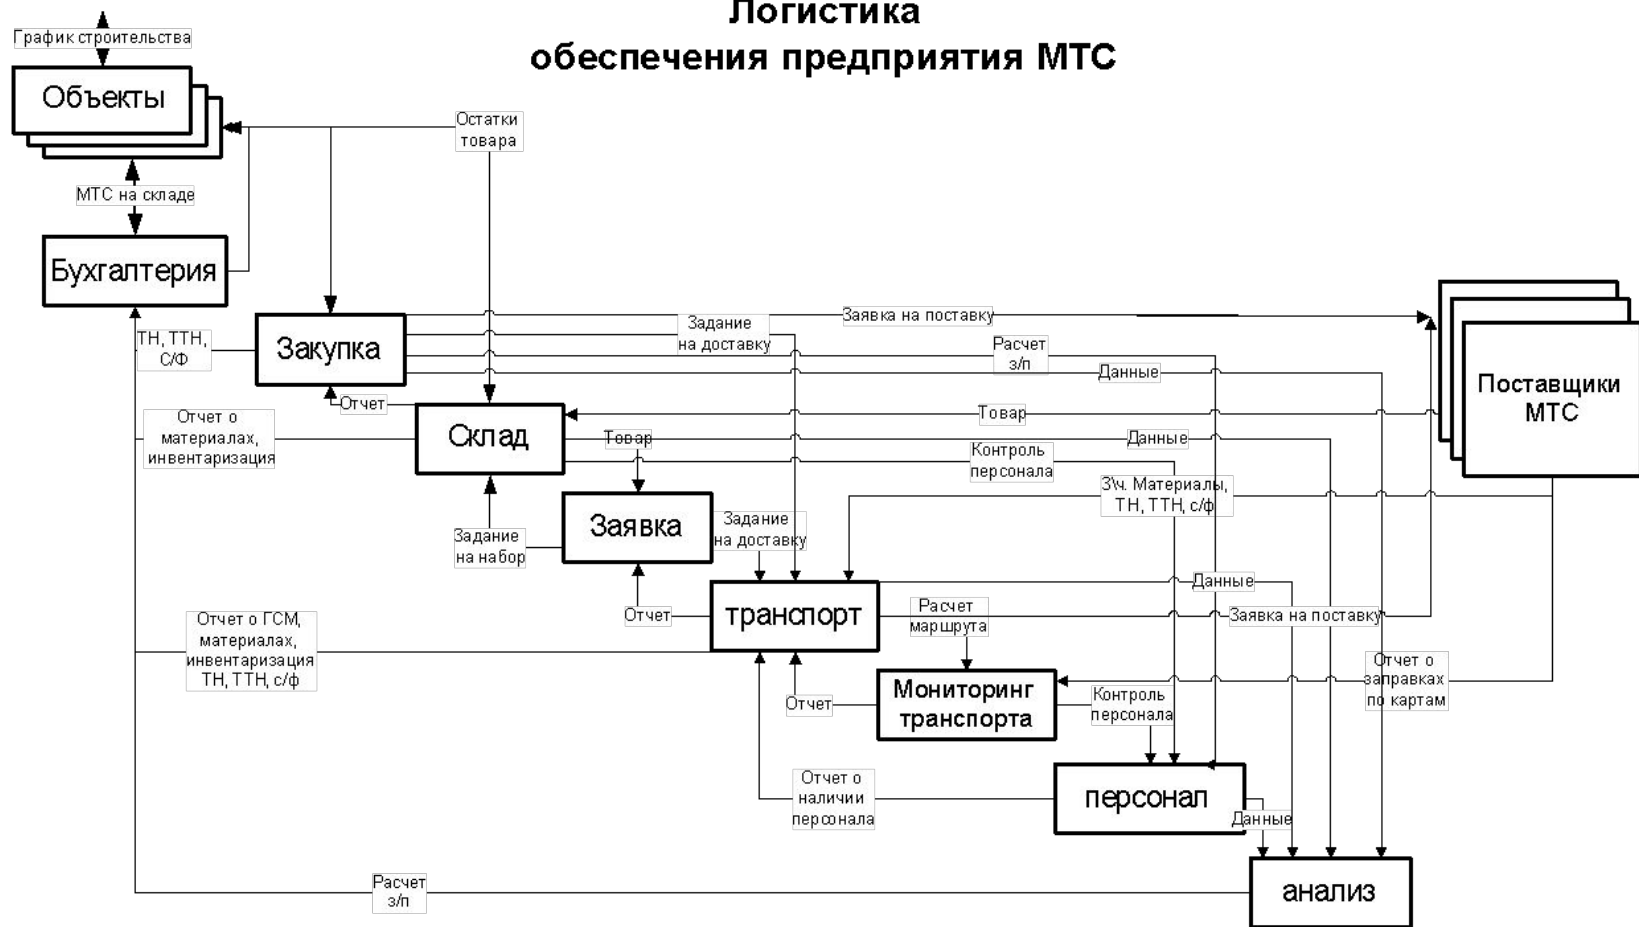 Логистика
обеспечения предприятия МТС
График строительства
Объекты
Остатки
товара
МТС на складе
Бухгалтерия
ТН, ТТН,
С/Ф
Закупка
Задание
на доставку
Заявка на поставку
Расчет
з/п
Данные
Поставщики
МТС
Отчет
Отчет о
материалах,
инвентаризация
Склад
Товар
Товар
Данные
Контроль
персонала
З\ч. Материалы,
ТН, ТТН, с/ф
Задание
на набор
Заявка
Задание
на доставку
Отчет
транспорт
Данные
Расчет
маршрута
Заявка на поставку
Отчет о ГСМ,
материалах,
инвентаризация
ТН, ТТН, с/ф
Отчет
Мониторинг
транспорта
Контроль
персонала
Отчет о
заправках
по картам
Отчет о
наличии
персонала
персонал
Данные
Расчет
з/п
анализ